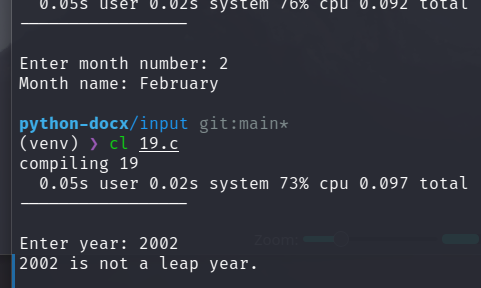 0.05s user 0.02s system 76% cpu 0.092 total
Enter month number: 2
Month name: February
python-docx/input git:main*
(venv) ❯ cl 19.c
compiling 19
0.05s user 0.02s system 73% cpu 0.097 total
Zoom:
Enter year: 2002
2002 is not a leap year.